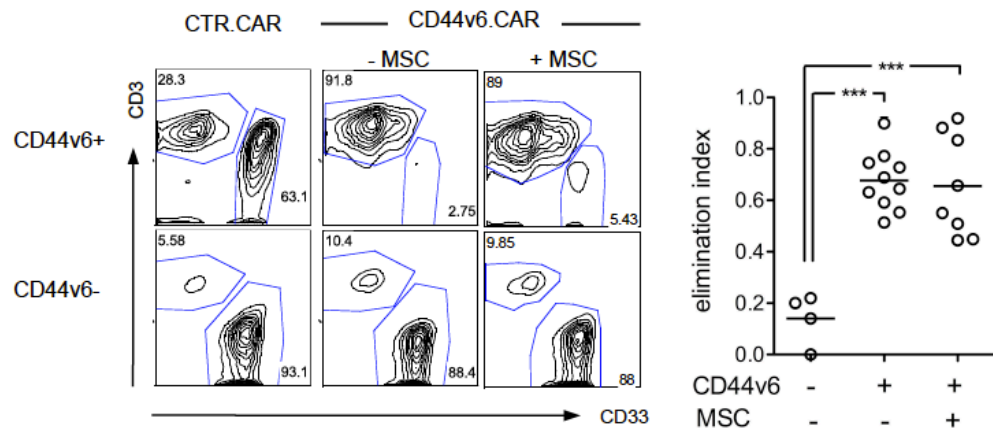 CTR.CAR
CD44v6.CAR
- MSC
+ MSC
CD3
CD44v6+
28.3
63.1
91.8
2.75
89
5.43
CD44v6-
5.58
93.1
10.4
88.4
9.85
88
CD33
***
***
elimination index
1.0
0.8
0.6
0.4
0.2
0.0
CD44v6 - + +
MSC - - +